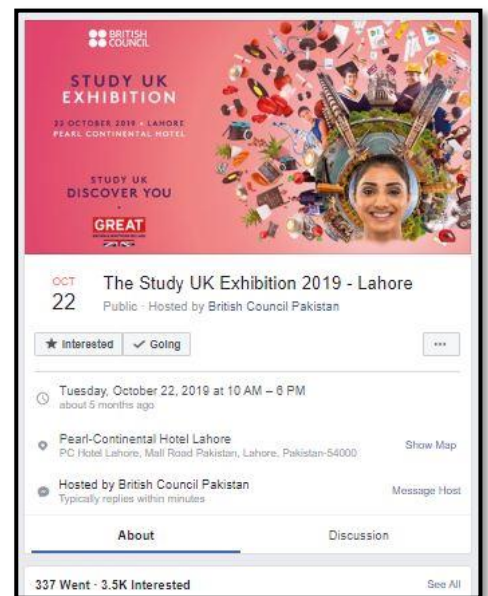 BRITISH
COUNCIL
STUDY UK
EXHIBITION
22 OCTOBER 2019 • LAHORE
PEARL CONTINENTAL HOTEL
STUDY UK
DISCOVER YOU
GREAT
OCT
22
The Study UK Exhibition 2019 - Lahore
Public · Hosted by British Council Pakistan
Interested
Going
Tuesday, October 22, 2019 at 10 AM – 6 PM
about 5 months ago
Pearl-Continental Hotel Lahore
PC Hotel Lahore, Mall Road Pakistan, Lahore, Pakistan-54000
Show Map
Hosted by British Council Pakistan
Typically replies within minutes
Message Host
About
Discussion
337 Went · 3.5K Interested
See All